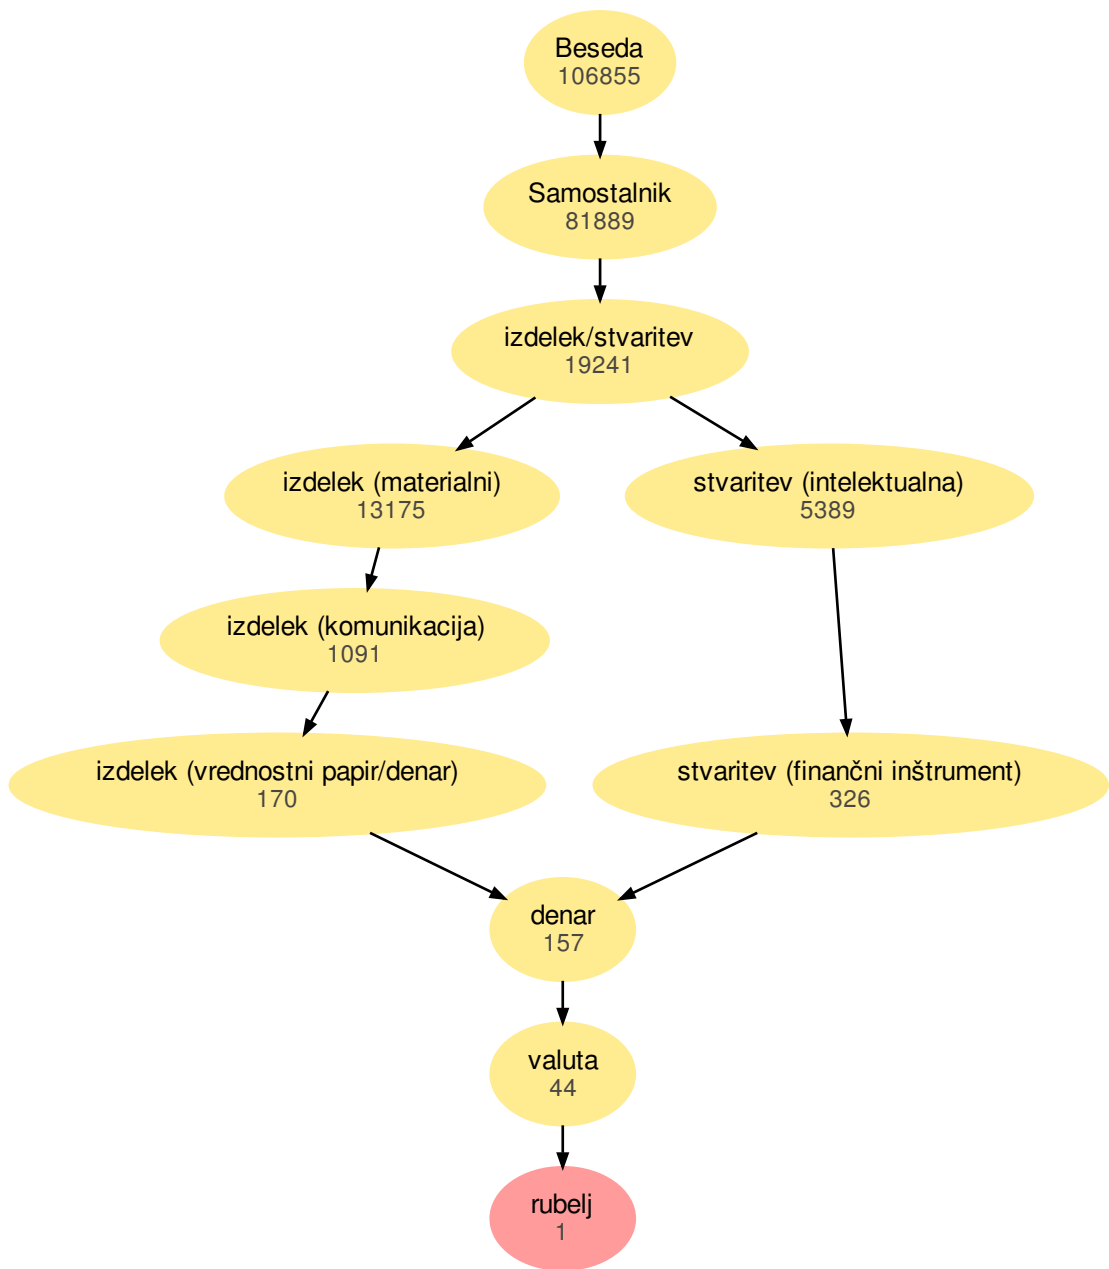 Beseda
106855
Samostalnik
81889
izdelek/stvaritev
19241
izdelek (materialni)
13175
stvaritev (intelektualna)
5389
izdelek (komunikacija)
1091
izdelek (vrednostni papir/denar)
170
stvaritev (finančni inštrument)
326
denar
157
valuta
44
rubelj
1